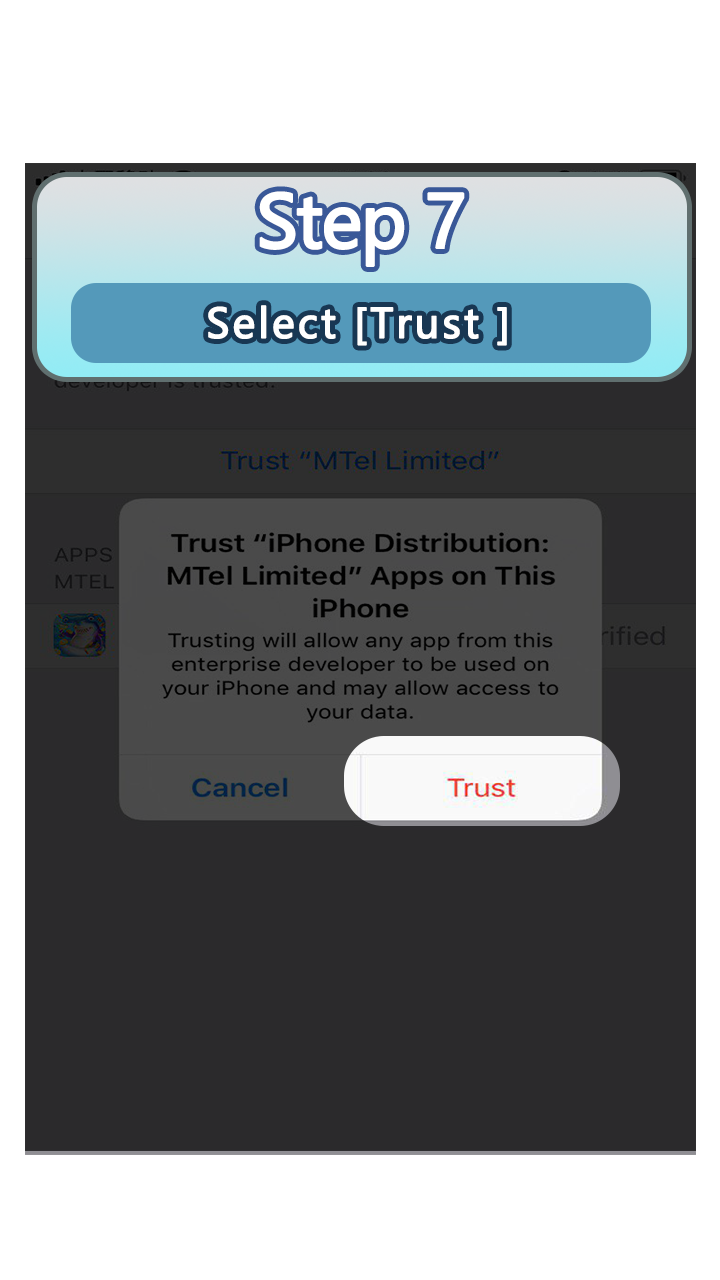 Step 7
Select [Trust ]
developer is trusted.
Trust “MTel Limited”
Trust “iPhone Distribution:
MTel Limited” Apps on This
iPhone
Trusting will allow any app from this
enterprise developer to be used on
your iPhone and may allow access to
your data.
APPS
MTEL
rified
Cancel
Trust